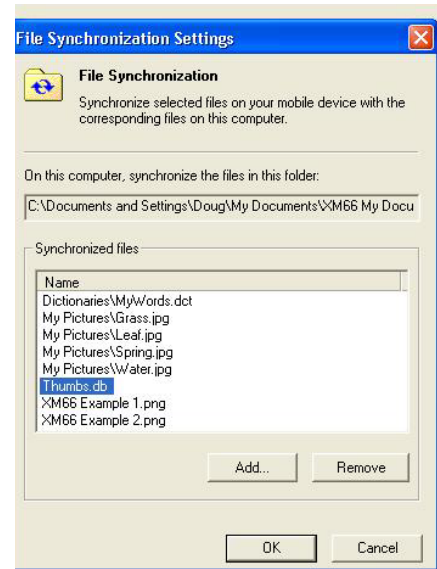 File Synchronization Settings
File Synchronization
Synchronize selected files on your mobile device with the
corresponding files on this computer.
On this computer, synchronize the files in this folder:
C:\Documents and Settings\Doug\My Documents\XM66 My Docu
Synchronized files
Name
Dictionaries\MyWords.dct
My Pictures\Grass.jpg
My Pictures\Leaf.jpg
My Pictures\Spring.jpg
My Pictures\Water.jpg
Thumbs.db
XM66 Example 1.png
XM66 Example 2.png
Add... Remove
OK Cancel